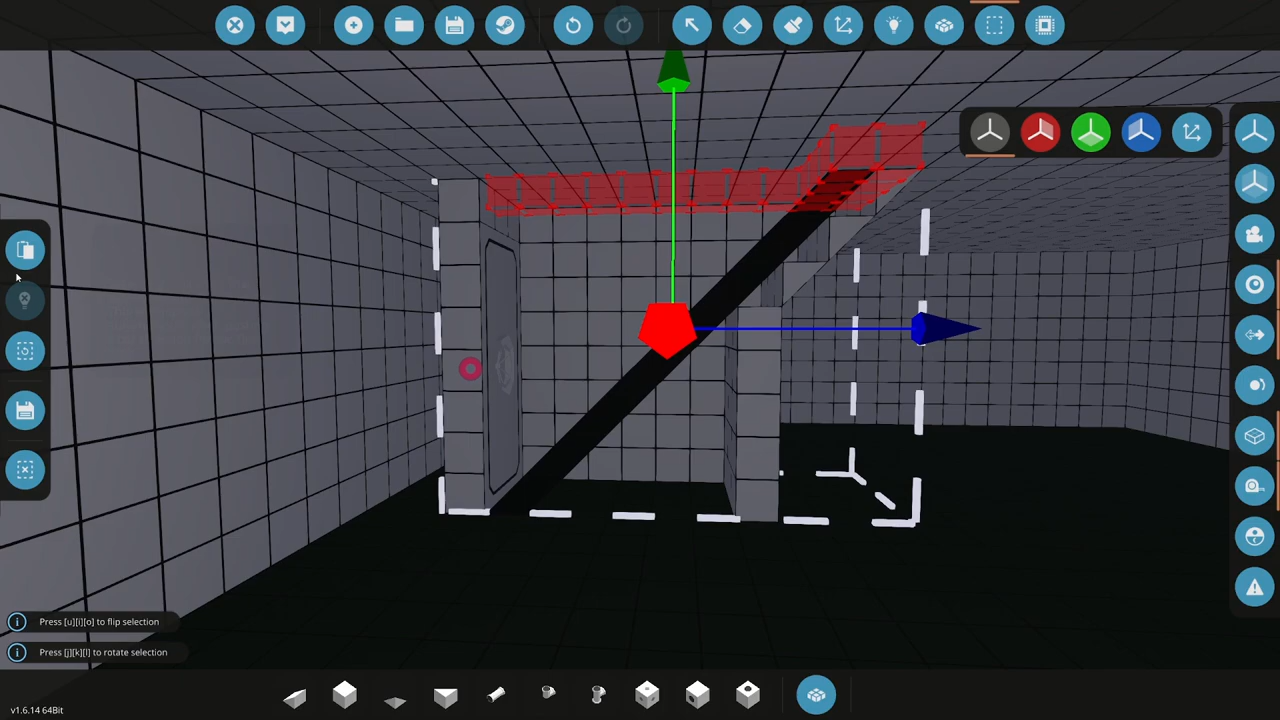 Press [u][i][o] to flip selection
Press [j][k][l] to rotate selection
v1.6.14 64Bit